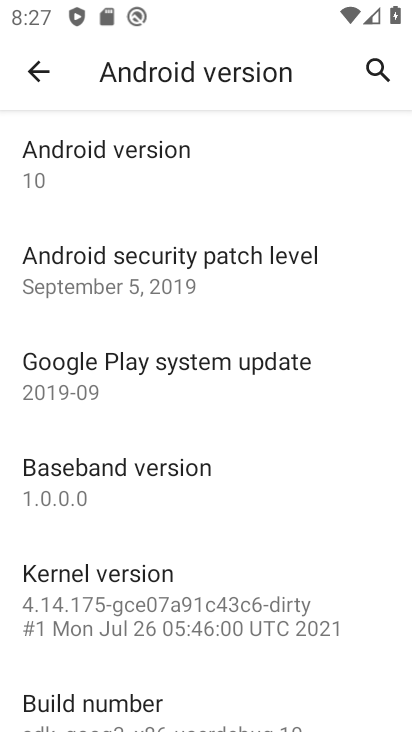 8:27
Android version
Android version
10
Android security patch level
September 5, 2019
Google Play system update
2019-09
Baseband version
1.0.0.0
Kernel version
4.14.175-gce07a91c43c6-dirty
#1 Mon Jul 26 05:46:00 UTC 2021
Build number